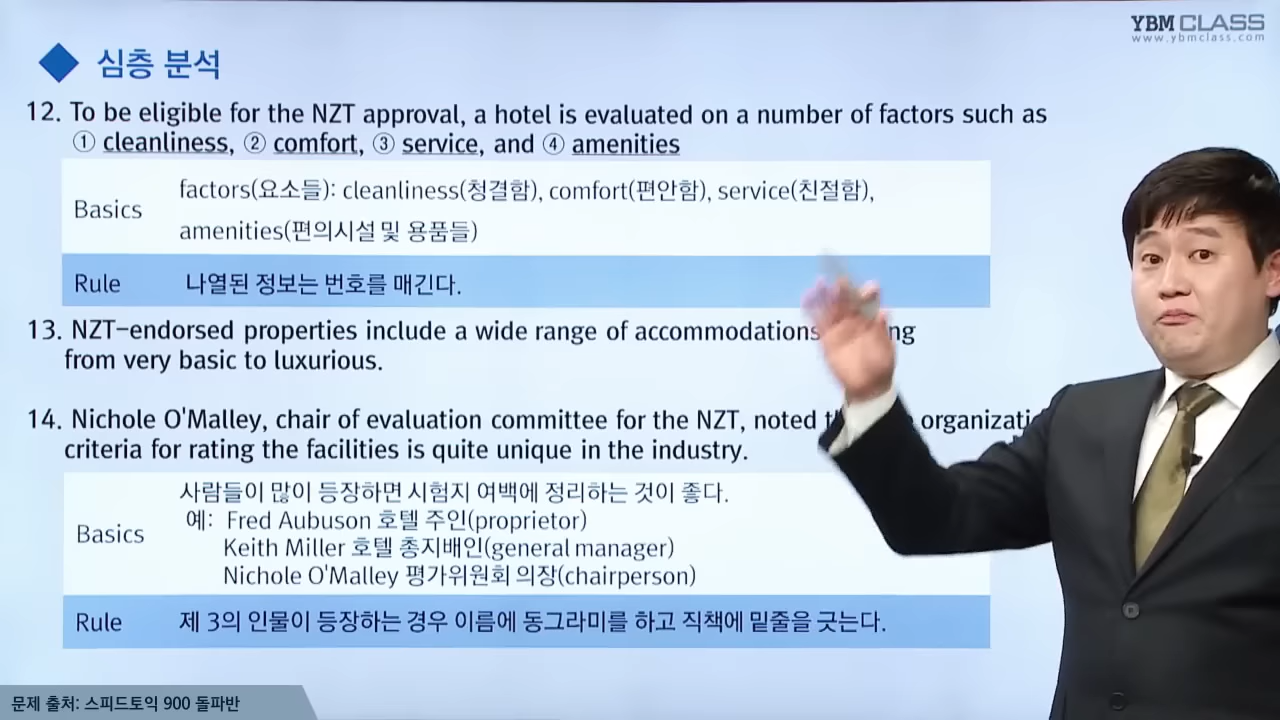 YBM CLASS
www.ybmclass.com
심층 분석
12. To be eligible for the NZT approval, a hotel is evaluated on a number of factors such as
① cleanliness, ② comfort, ③ service, and ④ amenities
Basics
factors(요소들): cleanliness(청결함), comfort(편안함), service(친절함),
amenities(편의시설 및 용품들)
Rule 나열된 정보는 번호를 매긴다.
13. NZT-endorsed properties include a wide range of accommodations
from very basic to luxurious.
14. Nichole O'Malley, chair of evaluation committee for the NZT, noted
criteria for rating the facilities is quite unique in the industry.
Basics
사람들이 많이 등장하면 시험지 여백에 정리하는 것이 좋다.
예: Fred Aubuson 호텔 주인(proprietor)
Keith Miller 호텔 총지배인(general manager)
Nichole O'Malley 평가위원회 의장(chairperson)
Rule 제 3의 인물이 등장하는 경우 이름에 동그라미를 하고 직책에 밑줄을 긋는다.
문제 출처: 스피드토익 900 돌파반